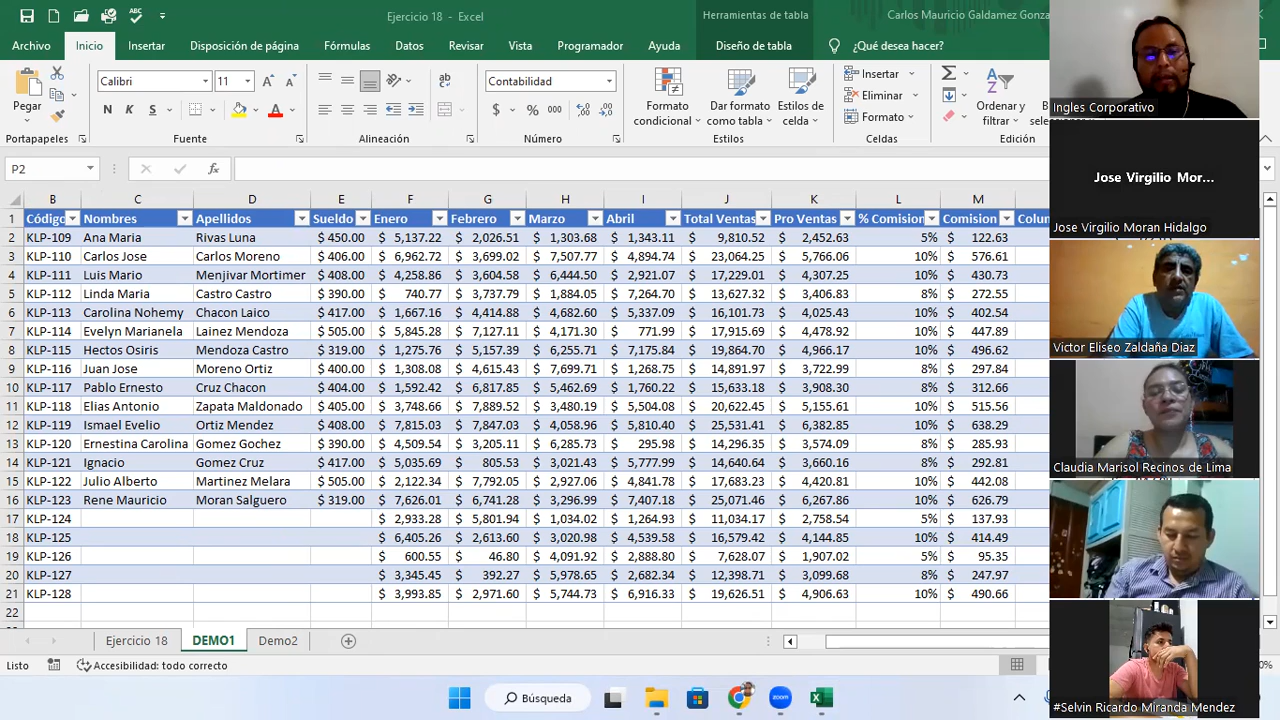 Ejercicio 18 - Excel
Herramientas de tabla
Carlos Mauricio Galdamez Gonza
Archivo Inicio Insertar Disposición de página Fórmulas Datos Revisar Vista Programador Ayuda Diseño de tabla ¿Qué desea hacer?
Pegar
Calibri 11
N K S
Contabilidad
$ % 000
Formato condicional
Dar formato como tabla
Estilos de celda
Insertar
Eliminar
Formato
Ordenar y filtrar
Portapapeles Fuente Alineación Número Estilos Celdas Edición
P2
fx
B C D E F G H I J K L M
1 Código Nombres Apellidos Sueldo Enero Febrero Marzo Abril Total Ventas Pro Ventas % Comision Comision Colum
2 KLP-109 Ana Maria Rivas Luna $ 450.00 $ 5,137.22 $ 2,026.51 $ 1,303.68 $ 1,343.11 $ 9,810.52 $ 2,452.63 5% $ 122.63
3 KLP-110 Carlos Jose Carlos Moreno $ 406.00 $ 6,962.72 $ 3,699.02 $ 7,507.77 $ 4,894.74 $ 23,064.25 $ 5,766.06 10% $ 576.61
4 KLP-111 Luis Mario Menjivar Mortimer $ 408.00 $ 4,258.86 $ 3,604.58 $ 6,444.50 $ 2,921.07 $ 17,229.01 $ 4,307.25 10% $ 430.73
5 KLP-112 Linda Maria Castro Castro $ 390.00 $ 740.77 $ 3,737.79 $ 1,884.05 $ 7,264.70 $ 13,627.32 $ 3,406.83 8% $ 272.55
6 KLP-113 Carolina Nohemy Chacon Laico $ 417.00 $ 1,667.16 $ 4,414.88 $ 4,682.60 $ 5,337.09 $ 16,101.73 $ 4,025.43 10% $ 402.54
7 KLP-114 Evelyn Marianela Lainez Mendoza $ 505.00 $ 5,845.28 $ 7,127.11 $ 4,171.30 $ 771.99 $ 17,915.69 $ 4,478.92 10% $ 447.89
8 KLP-115 Hectos Osiris Mendoza Castro $ 319.00 $ 1,275.76 $ 5,157.39 $ 6,255.71 $ 7,175.84 $ 19,864.70 $ 4,966.17 10% $ 496.62
9 KLP-116 Juan Jose Moreno Ortiz $ 400.00 $ 1,308.08 $ 4,615.43 $ 7,699.71 $ 1,268.75 $ 14,891.97 $ 3,722.99 8% $ 297.84
10 KLP-117 Pablo Ernesto Cruz Chacon $ 404.00 $ 1,592.42 $ 6,817.85 $ 5,462.69 $ 1,760.22 $ 15,633.18 $ 3,908.30 8% $ 312.66
11 KLP-118 Elias Antonio Zapata Maldonado $ 405.00 $ 3,748.66 $ 7,889.52 $ 3,480.19 $ 5,504.08 $ 20,622.45 $ 5,155.61 10% $ 515.56
12 KLP-119 Ismael Evelio Ortiz Mendez $ 408.00 $ 7,815.03 $ 7,847.03 $ 4,058.96 $ 5,810.40 $ 25,531.41 $ 6,382.85 10% $ 638.29
13 KLP-120 Ernestina Carolina Gomez Gochez $ 390.00 $ 4,509.54 $ 3,205.11 $ 6,285.73 $ 295.98 $ 14,296.35 $ 3,574.09 8% $ 285.93
14 KLP-121 Ignacio Gomez Cruz $ 417.00 $ 5,035.69 $ 805.53 $ 3,021.43 $ 5,777.99 $ 14,640.64 $ 3,660.16 8% $ 292.81
15 KLP-122 Julio Alberto Martinez Melara $ 505.00 $ 2,122.34 $ 7,792.05 $ 2,927.06 $ 4,841.78 $ 17,683.23 $ 4,420.81 10% $ 442.08
16 KLP-123 Rene Mauricio Moran Salguero $ 319.00 $ 7,626.01 $ 6,741.28 $ 3,296.99 $ 7,407.18 $ 25,071.46 $ 6,267.86 10% $ 626.79
17 KLP-124 $ 2,933.28 $ 5,801.94 $ 1,034.02 $ 1,264.93 $ 11,034.17 $ 2,758.54 5% $ 137.93
18 KLP-125 $ 6,405.26 $ 2,613.60 $ 3,020.98 $ 4,539.58 $ 16,579.42 $ 4,144.85 10% $ 414.49
19 KLP-126 $ 600.55 $ 46.80 $ 4,091.92 $ 2,888.80 $ 7,628.07 $ 1,907.02 5% $ 95.35
20 KLP-127 $ 3,345.45 $ 392.27 $ 5,978.65 $ 2,682.34 $ 12,398.71 $ 3,099.68 8% $ 247.97
21 KLP-128 $ 3,993.85 $ 2,971.60 $ 5,744.73 $ 6,916.33 $ 19,626.51 $ 4,906.63 10% $ 490.66
22
Ejercicio 18 DEMO1 Demo2
Listo Accesibilidad: todo correcto
Búsqueda
zoom
Ingles Corporativo
Jose Virgilio Mor...
Jose Virgilio Moran Hidalgo
Victor Eliseo Zaldaña Diaz
Claudia Marisol Recinos de Lima
#Selvin Ricardo Miranda Mendez